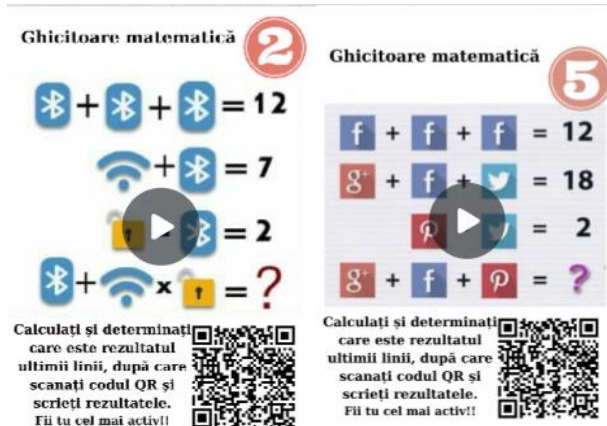 Ghicitoare matematică 2
+ + = 12
+ = 7
= 2
+ x = ?
Calculați și determinați
care este rezultatul
ultimii linii, după care
scanați codul QR și
scrieți rezultatele.
Fii tu cel mai activ!!
Ghicitoare matematică 5
f + f + f = 12
g+ + f + = 18
= 2
g+ + f + = ?
Calculați și determinați
care este rezultatul
ultimii linii, după care
scanați codul QR și
scrieți rezultatele.
Fii tu cel mai activ!!